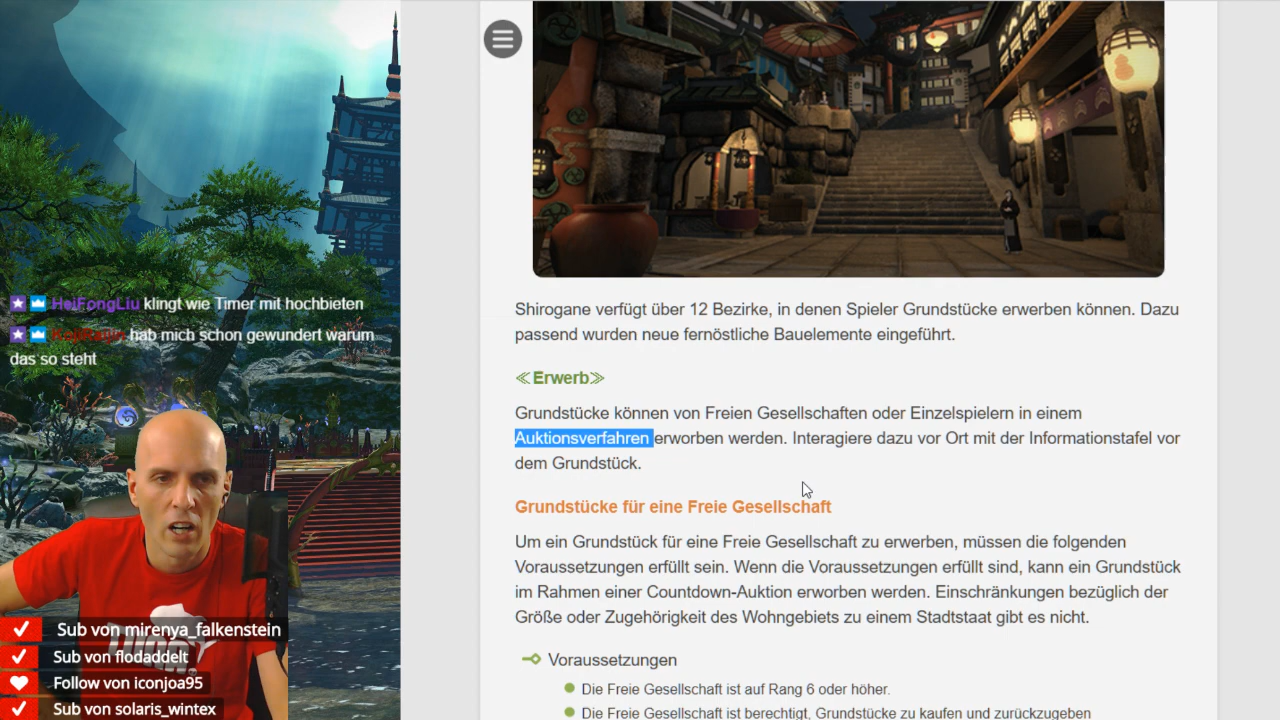 HeiFongLiu klingt wie Timer mit hochbieten
hab mich schon gewundert warum
das so steht
Sub von mirenya_falkenstein
Sub von flodaddelt
Follow von iconjoa95
Sub von solaris_wintex
Shirogane verfügt über 12 Bezirke, in denen Spieler Grundstücke erwerben können. Dazu
passend wurden neue fernöstliche Bauelemente eingeführt.
≪Erwerb≫
Grundstücke können von Freien Gesellschaften oder Einzelspielern in einem
Auktionsverfahren erworben werden. Interagiere dazu vor Ort mit der Informationstafel vor
dem Grundstück.
Grundstücke für eine Freie Gesellschaft
Um ein Grundstück für eine Freie Gesellschaft zu erwerben, müssen die folgenden
Voraussetzungen erfüllt sein. Wenn die Voraussetzungen erfüllt sind, kann ein Grundstück
im Rahmen einer Countdown-Auktion erworben werden. Einschränkungen bezüglich der
Größe oder Zugehörigkeit des Wohngebiets zu einem Stadtstaat gibt es nicht.
Voraussetzungen
Die Freie Gesellschaft ist auf Rang 6 oder höher.
Die Freie Gesellschaft ist berechtigt, Grundstücke zu kaufen und zurückzugeben